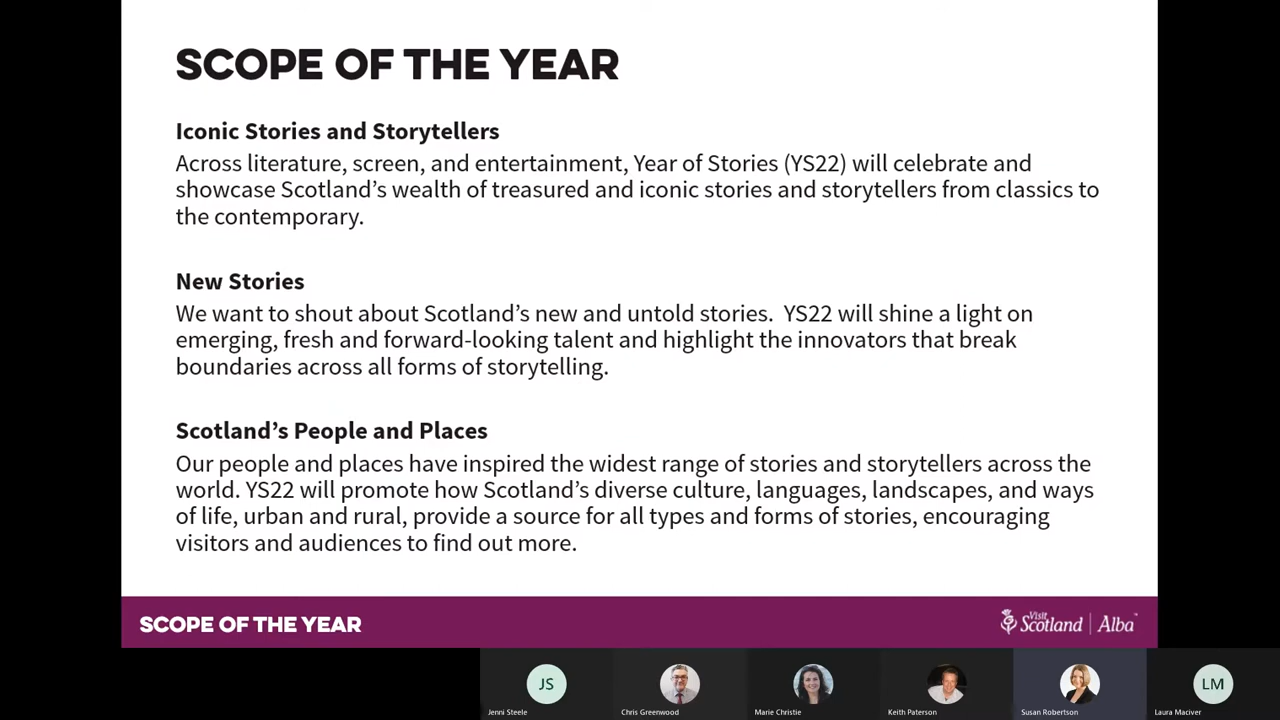 SCOPE OF THE YEAR
Iconic Stories and Storytellers
Across literature, screen, and entertainment, Year of Stories (YS22) will celebrate and
showcase Scotland’s wealth of treasured and iconic stories and storytellers from classics to
the contemporary.
New Stories
We want to shout about Scotland’s new and untold stories.  YS22 will shine a light on
emerging, fresh and forward-looking talent and highlight the innovators that break
boundaries across all forms of storytelling.
Scotland’s People and Places
Our people and places have inspired the widest range of stories and storytellers across the
world. YS22 will promote how Scotland’s diverse culture, languages, landscapes, and ways
of life, urban and rural, provide a source for all types and forms of stories, encouraging
visitors and audiences to find out more.
SCOPE OF THE YEAR
Visit
Scotland | Alba™
JS
LM
Jenni Steele
Chris Greenwood
Marie Christie
Keith Paterson
Susan Robertson
Laura Maciver